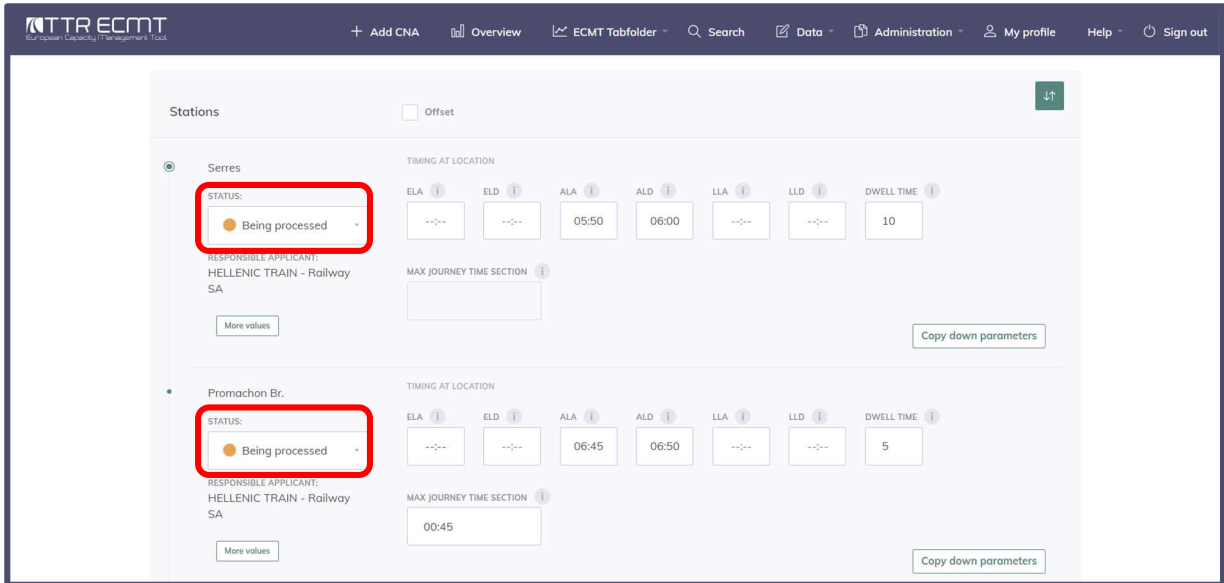 TTR ECMT
European Capacity Management Tool
+ Add CNA Overview ECMT Tabfolder Search Data Administration My profile Help Sign out
Stations
Offset
Serres
TIMING AT LOCATION
STATUS:
Being processed
ELA i ELD i ALA i ALD i LLA i LLD i DWELL TIME i
--:-- --:-- 05:50 06:00 --:-- --:-- 10
RESPONSIBLE APPLICANT:
HELLENIC TRAIN - Railway
SA
MAX JOURNEY TIME SECTION i
More values
Copy down parameters
Promachon Br.
TIMING AT LOCATION
STATUS:
Being processed
ELA i ELD i ALA i ALD i LLA i LLD i DWELL TIME i
--:-- --:-- 06:45 06:50 --:-- --:-- 5
RESPONSIBLE APPLICANT:
HELLENIC TRAIN - Railway
SA
MAX JOURNEY TIME SECTION i
00:45
More values
Copy down parameters